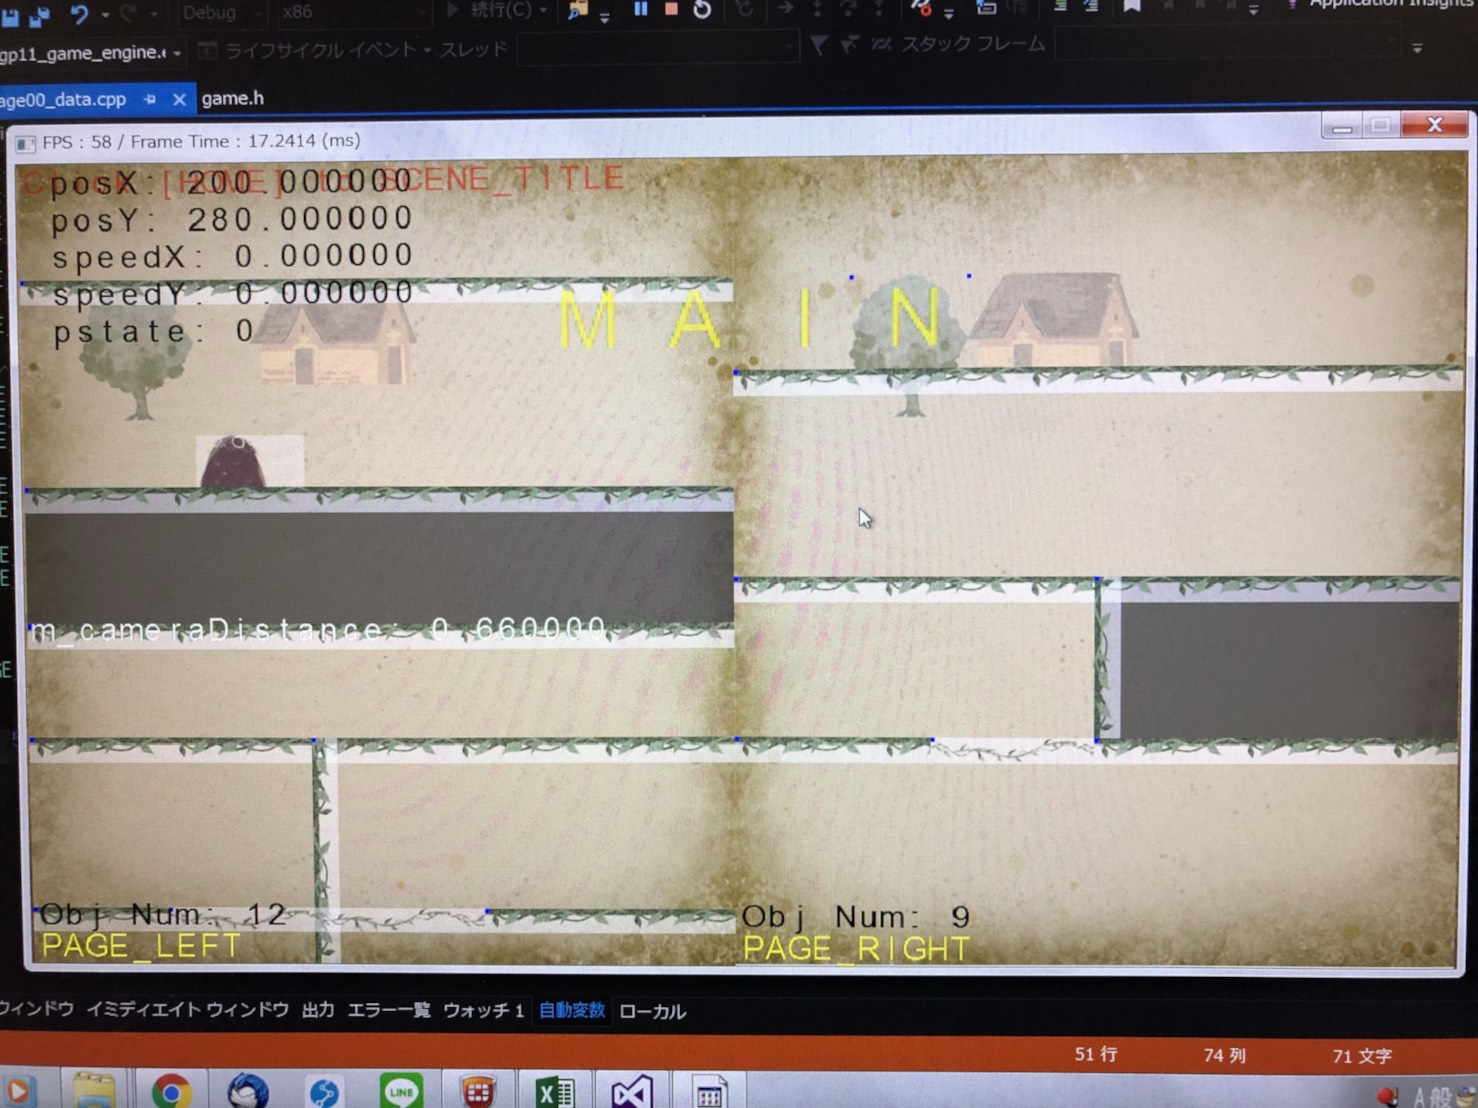 Debug x86 続行(C) Application Insights
gp11_game_engine. ライフサイクル イベント スレッド スタック フレーム
age00_data.cpp game.h
FPS : 58 / Frame Time : 17.2414 (ms)
[HOME] SCENE_TITLE
posX: 200.000000
posY: 280.000000
speedX: 0.000000
speedY: 0.000000
pstate: 0
MAIN
m_cameraDistance: 0.660000
Obj Num: 12 Obj Num: 9
PAGE_LEFT PAGE_RIGHT
ウィンドウ イミディエイト ウィンドウ 出力 エラー一覧 ウォッチ 1 自動変数 ローカル
51 行 74 列 71 文字
LINE
A 般